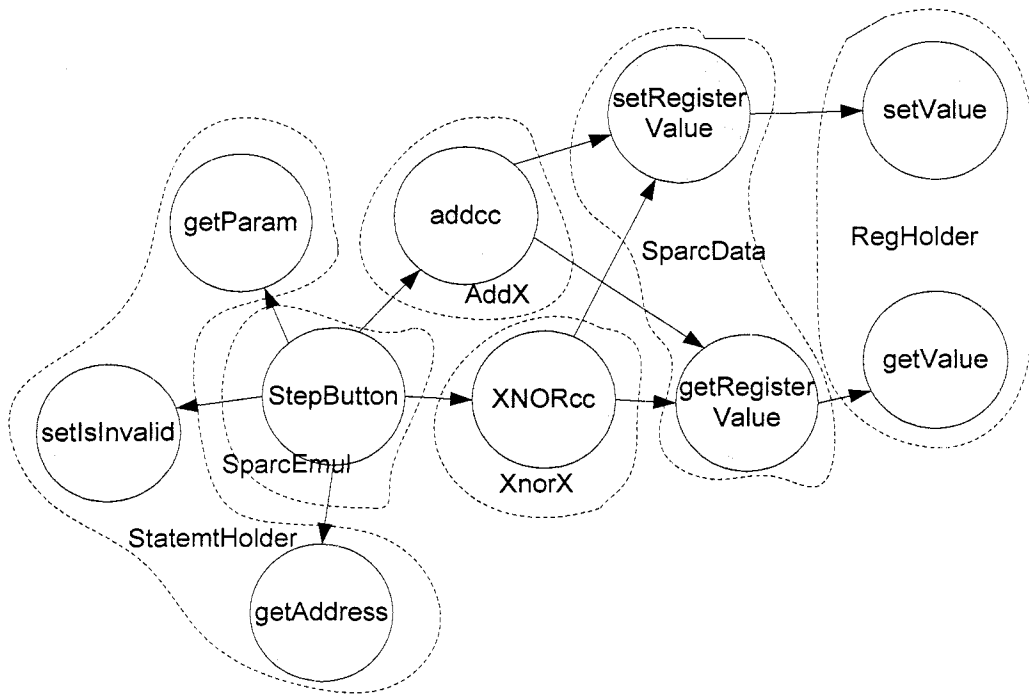 setRegister
Value
setValue
getParam
addcc
SparcData
RegHolder
AddX
StepButton
XNORcc
getRegister
Value
getValue
setIsInvalid
SparcEmul
XnorX
StatemtHolder
getAddress